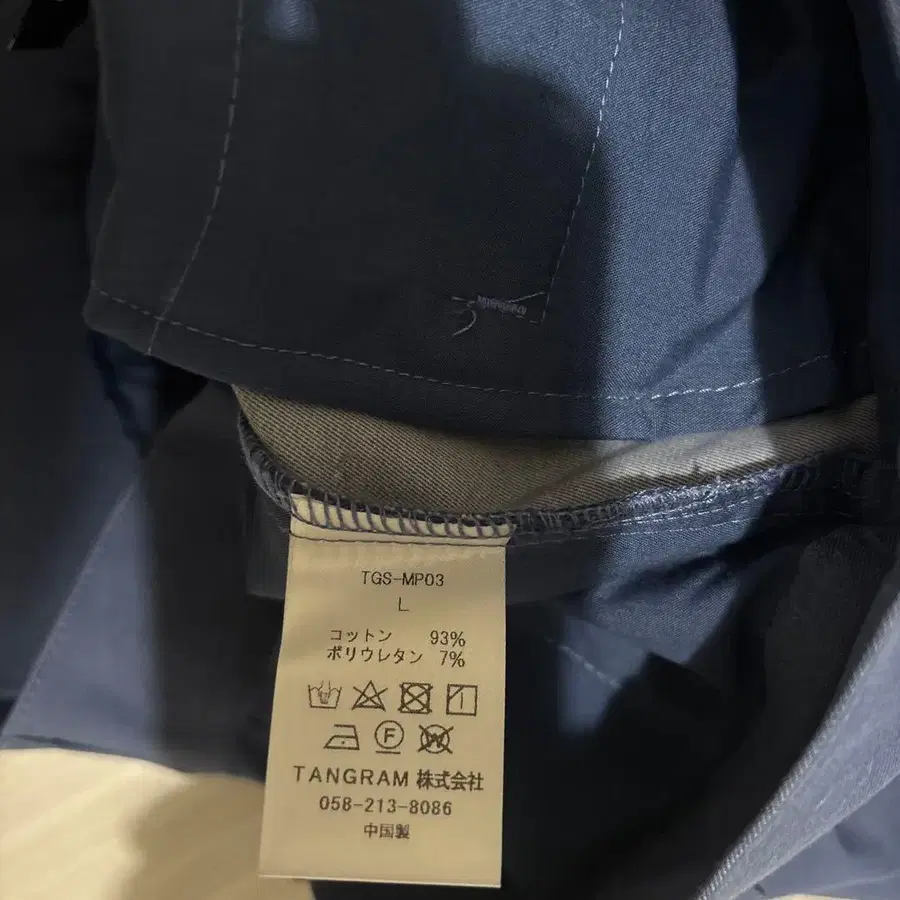 TGS-MP03
L
コットン 93%
ポリウレタン 7%
F W
TANGRAM 株式会社
058-213-8086
中国製